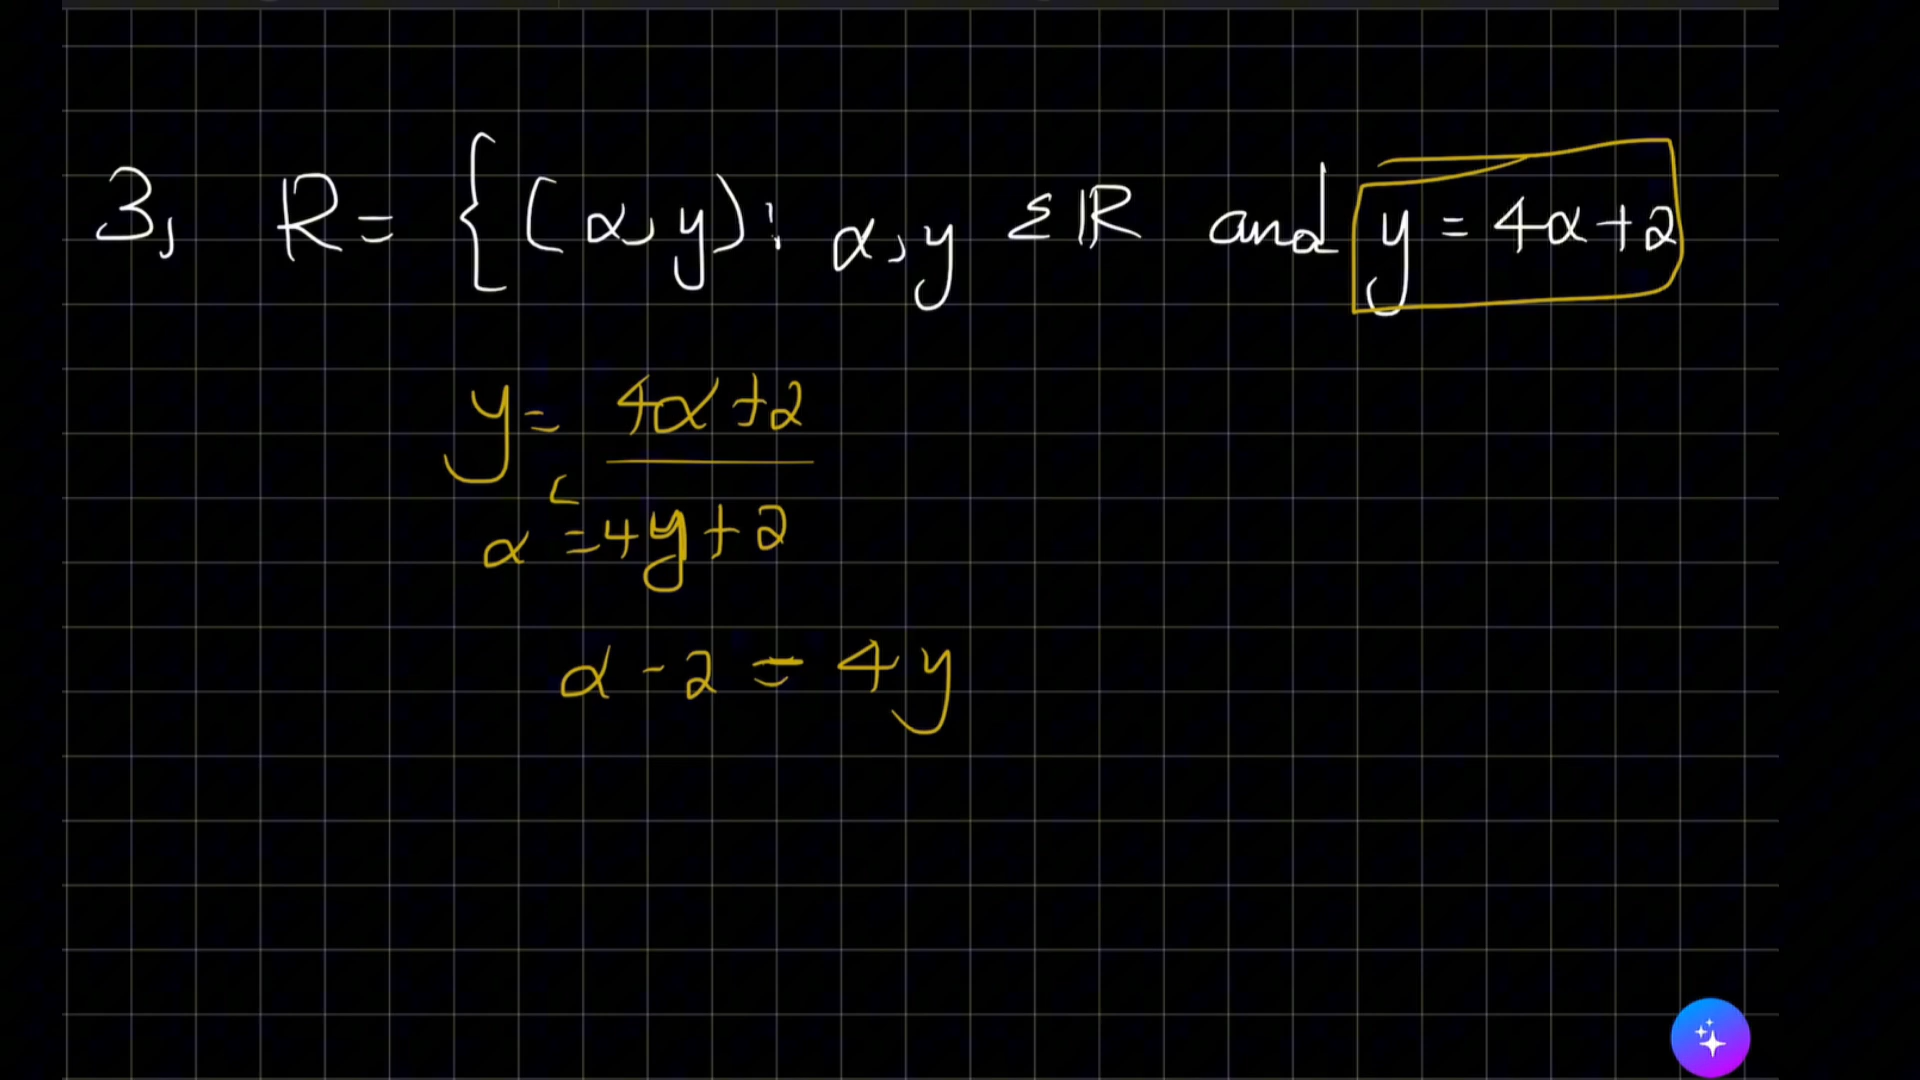 3, R = { (x, y) : x, y ∈ ℝ and y = 4x + 2
y = 4x + 2
x = 4y + 2
x - 2 = 4y